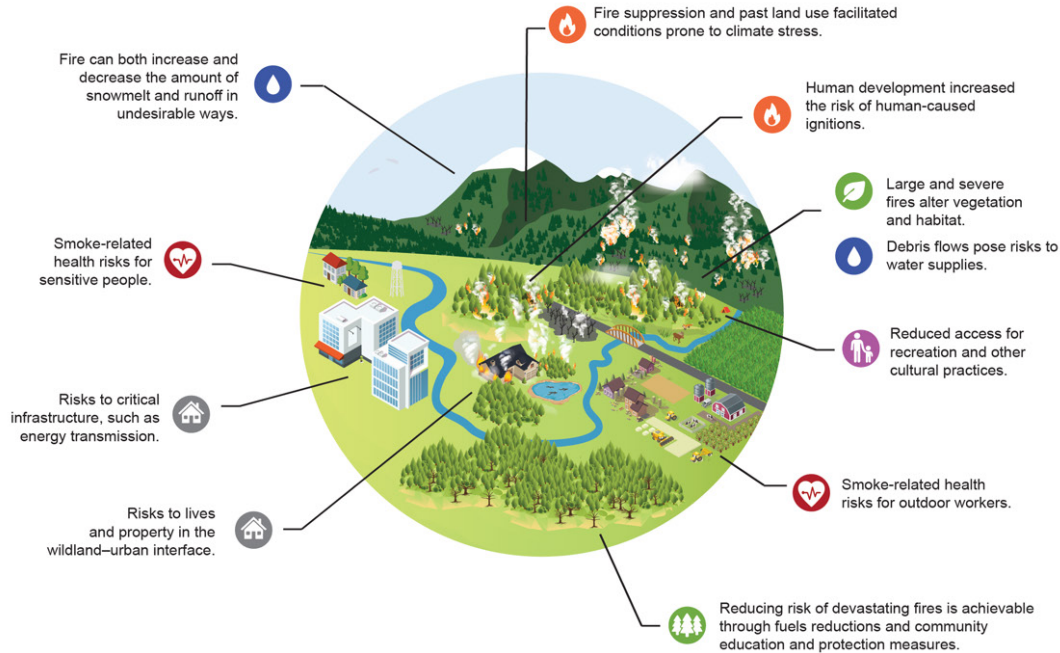 Fire suppression and past land use facilitated
conditions prone to climate stress.
Fire can both increase and
decrease the amount of
snowmelt and runoff in
undesirable ways.
Human development increased
the risk of human-caused
ignitions.
Large and severe
fires alter vegetation
and habitat.
Debris flows pose risks to
water supplies.
Smoke-related
health risks for
sensitive people.
Reduced access for
recreation and other
cultural practices.
Risks to critical
infrastructure, such as
energy transmission.
Smoke-related health
risks for outdoor workers.
Risks to lives
and property in the
wildland–urban interface.
Reducing risk of devastating fires is achievable
through fuels reductions and community
education and protection measures.